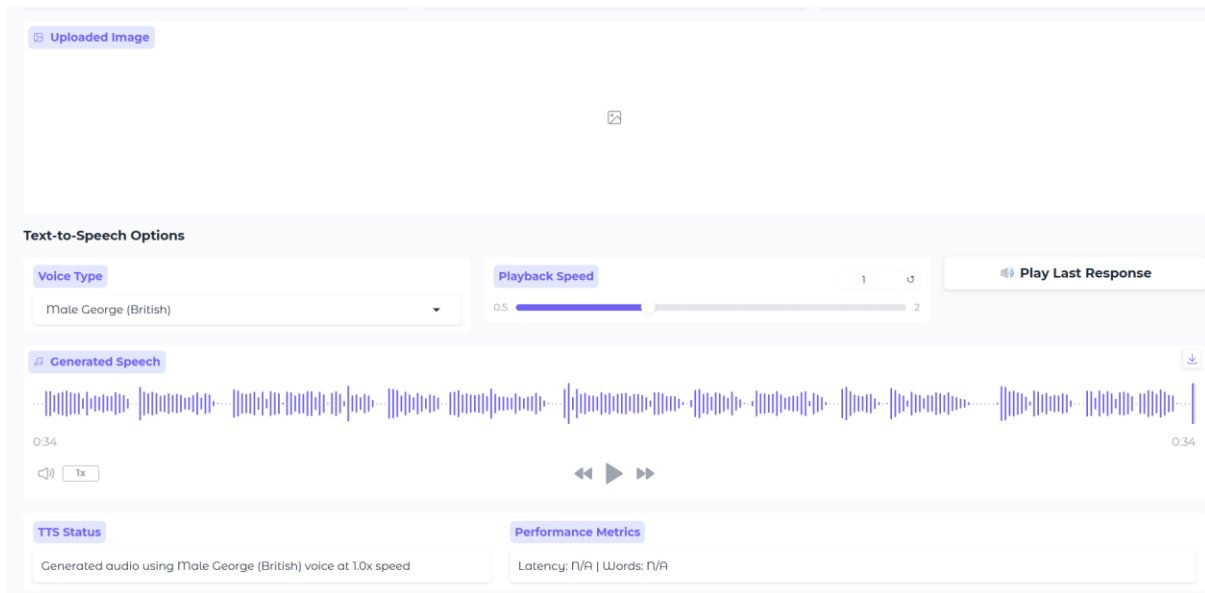 Uploaded Image
Text-to-Speech Options
Voice Type
Male George (British)
Playback Speed
1
0.5
2
Play Last Response
Generated Speech
0:34
0:34
1x
TTS Status
Generated audio using Male George (British) voice at 1.0x speed
Performance Metrics
Latency: N/A | Words: N/A